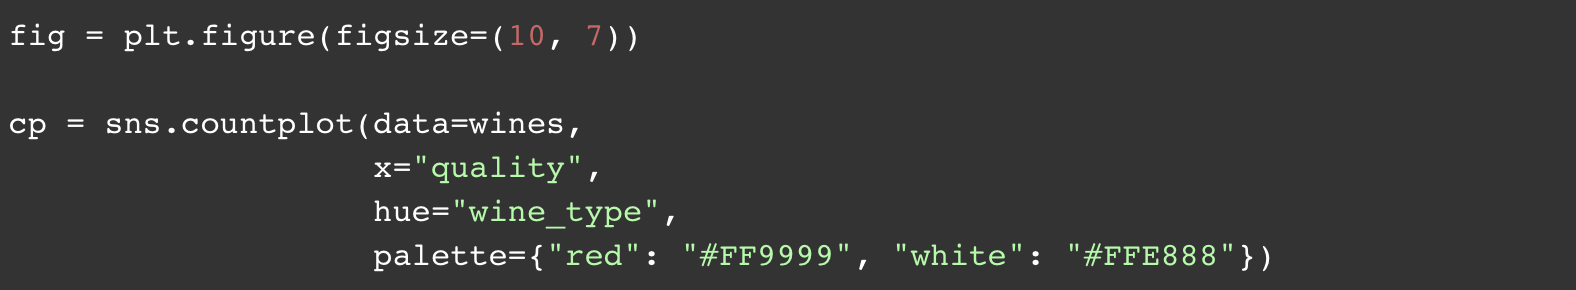 fig = plt.figure(figsize=(10, 7))
cp = sns.countplot(data=wines,
x="quality",
hue="wine_type",
palette={"red": "#FF9999", "white": "#FFE888"})